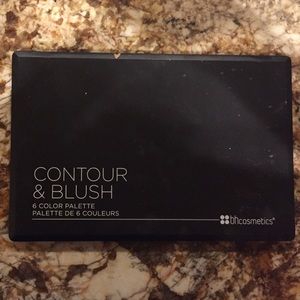 CONTOUR
& BLUSH
6 COLOR PALETTE
PALETTE DE 6 COULEURS
bhcosmetics®